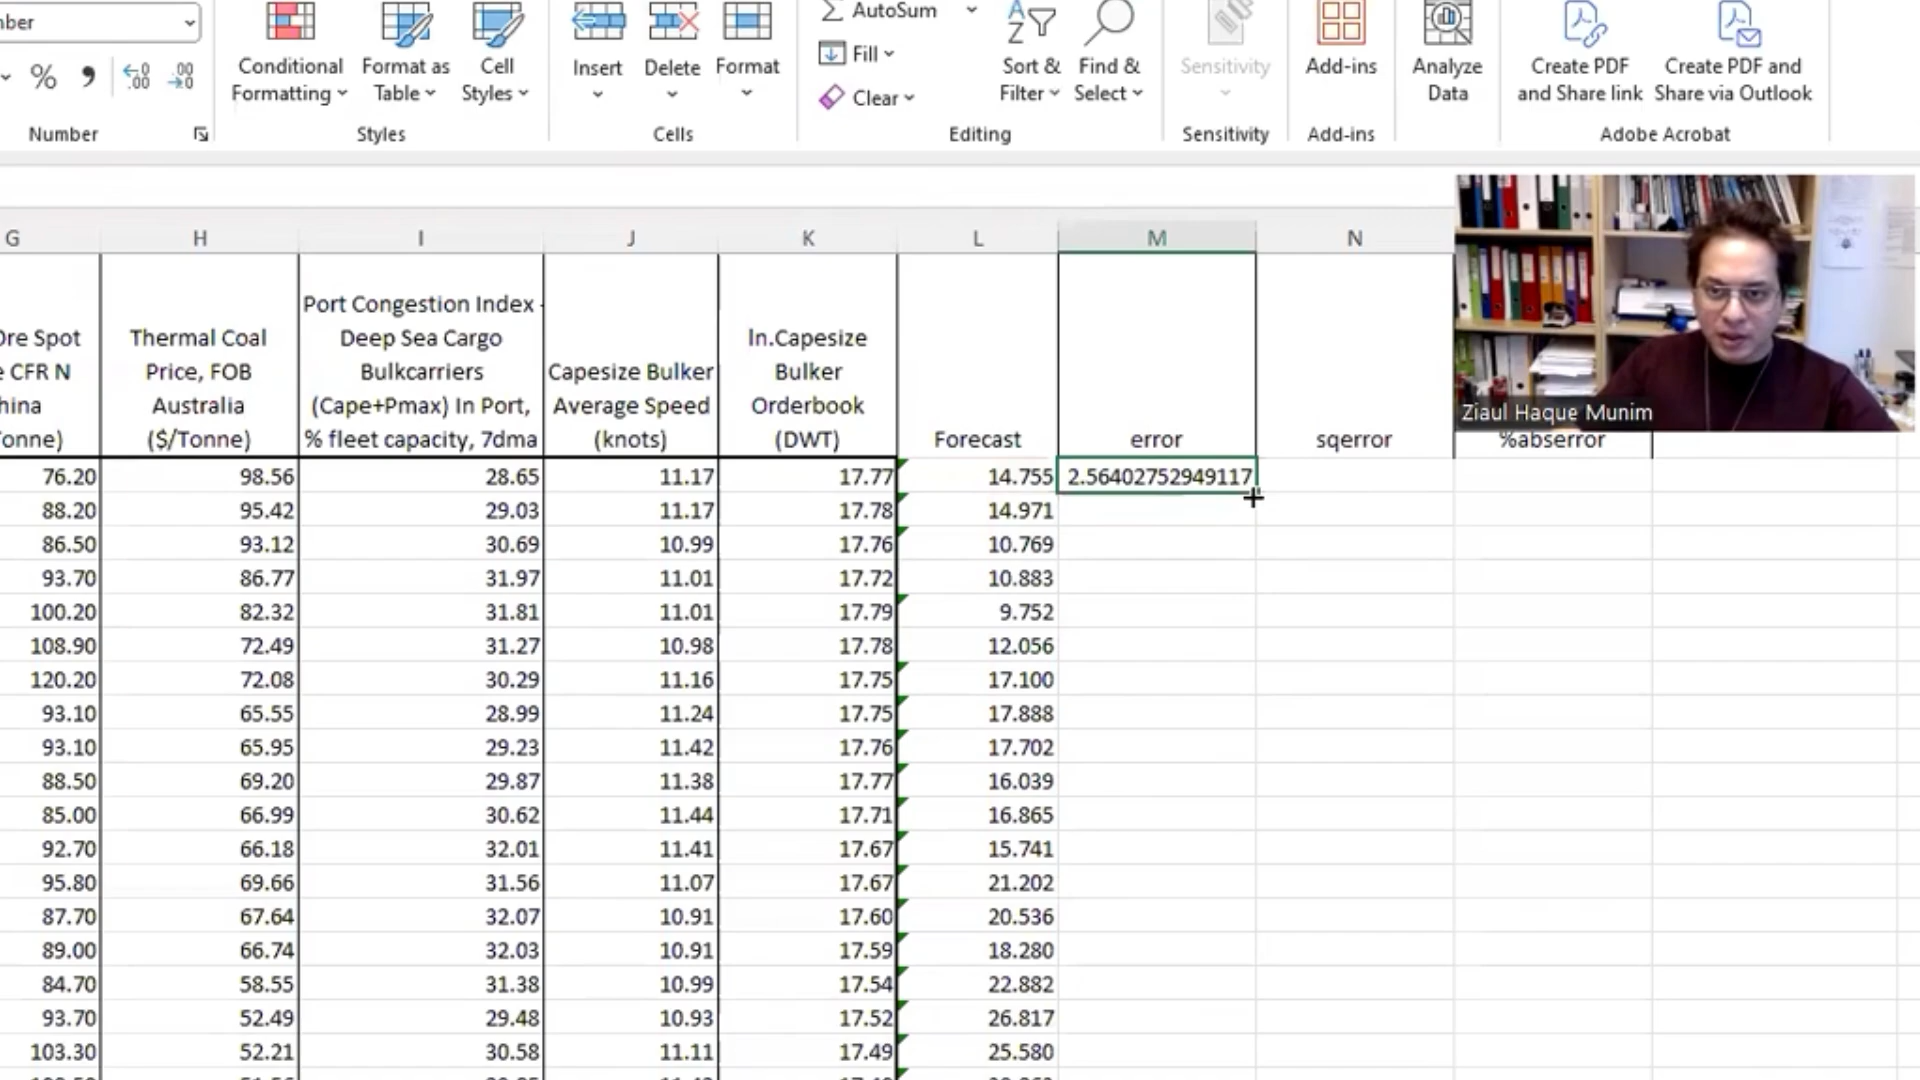 nber
AutoSum
Fill
Clear
%
Conditional
Formatting
Format as
Table
Cell
Styles
Insert
Delete
Format
Sort &
Filter
Find &
Select
Sensitivity
Add-ins
Analyze
Data
Create PDF
and Share link
Create PDF and
Share via Outlook
Number
Styles
Cells
Editing
Sensitivity
Add-ins
Adobe Acrobat
G H I J K L M N
Ore Spot
CFR N
hina
onne)
Thermal Coal
Price, FOB
Australia
($/Tonne)
Port Congestion Index -
Deep Sea Cargo
Bulkcarriers
(Cape+Pmax) In Port,
% fleet capacity, 7dma
Capesize Bulker
Average Speed
(knots)
ln.Capesize
Bulker
Orderbook
(DWT)
Forecast
error
sqerror
%abserror
Ziaul Haque Munim
76.20 98.56 28.65 11.17 17.77 14.755 2.56402752949117
88.20 95.42 29.03 11.17 17.78 14.971
86.50 93.12 30.69 10.99 17.76 10.769
93.70 86.77 31.97 11.01 17.72 10.883
100.20 82.32 31.81 11.01 17.79 9.752
108.90 72.49 31.27 10.98 17.78 12.056
120.20 72.08 30.29 11.16 17.75 17.100
93.10 65.55 28.99 11.24 17.75 17.888
93.10 65.95 29.23 11.42 17.76 17.702
88.50 69.20 29.87 11.38 17.77 16.039
85.00 66.99 30.62 11.44 17.71 16.865
92.70 66.18 32.01 11.41 17.67 15.741
95.80 69.66 31.56 11.07 17.67 21.202
87.70 67.64 32.07 10.91 17.60 20.536
89.00 66.74 32.03 10.91 17.59 18.280
84.70 58.55 31.38 10.99 17.54 22.882
93.70 52.49 29.48 10.93 17.52 26.817
103.30 52.21 30.58 11.11 17.49 25.580